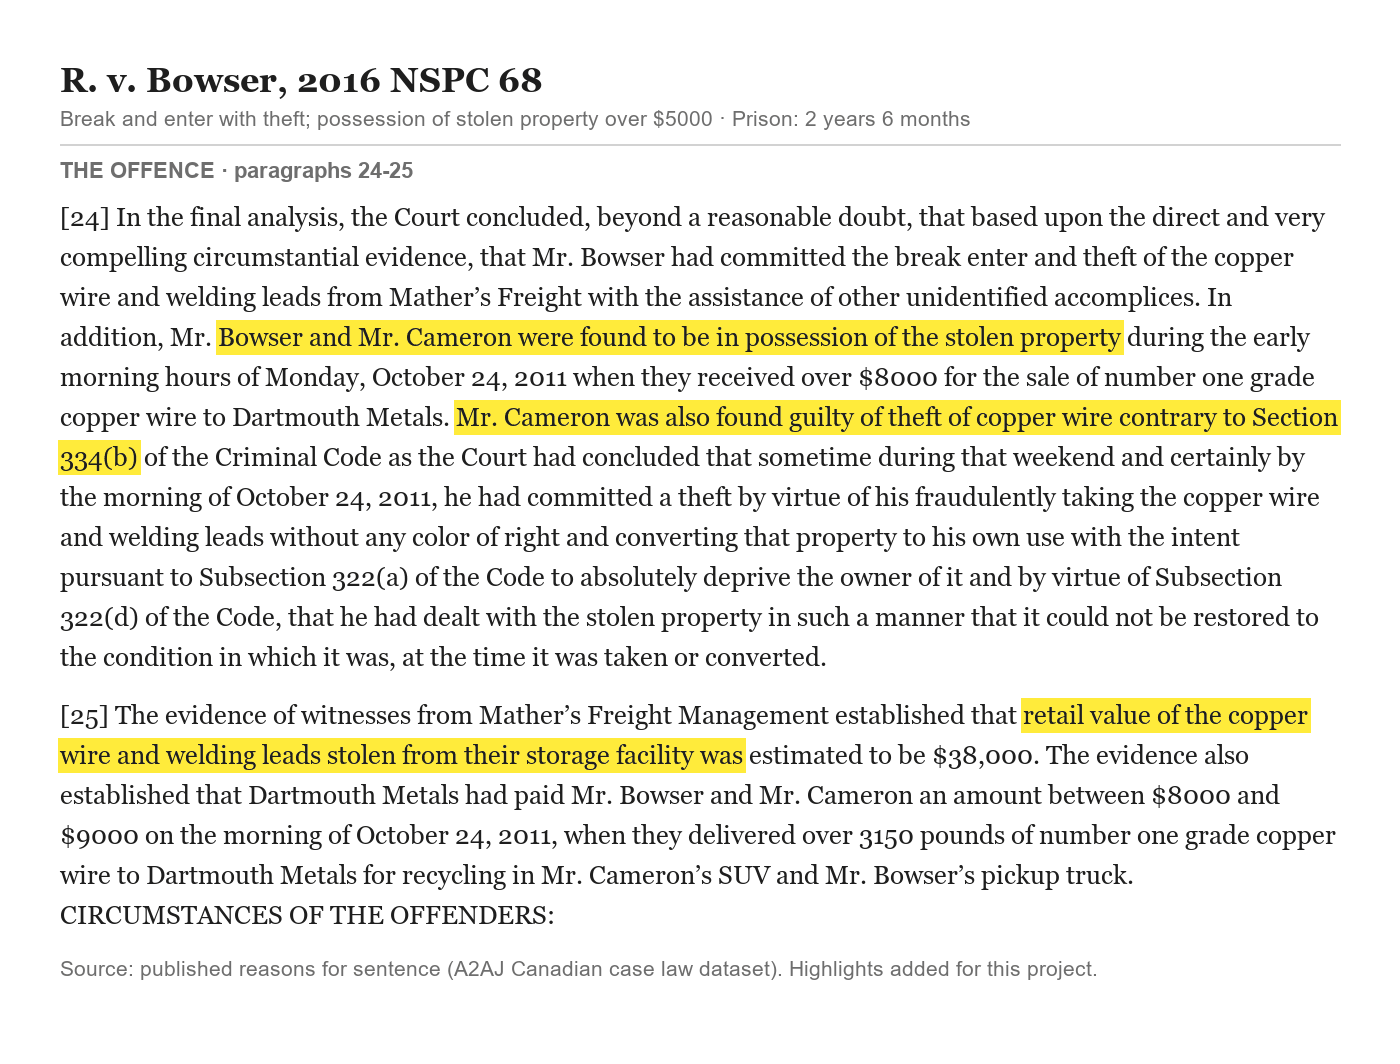 R. v. Bowser, 2016 NSPC 68
Break and enter with theft; possession of stolen property over $5000 · Prison: 2 years 6 months
THE OFFENCE · paragraphs 24-25
[24] In the final analysis, the Court concluded, beyond a reasonable doubt, that based upon the direct and very
compelling circumstantial evidence, that Mr. Bowser had committed the break enter and theft of the copper
wire and welding leads from Mather’s Freight with the assistance of other unidentified accomplices. In
addition, Mr. Bowser and Mr. Cameron were found to be in possession of the stolen property during the early
morning hours of Monday, October 24, 2011 when they received over $8000 for the sale of number one grade
copper wire to Dartmouth Metals. Mr. Cameron was also found guilty of theft of copper wire contrary to Section
334(b) of the Criminal Code as the Court had concluded that sometime during that weekend and certainly by
the morning of October 24, 2011, he had committed a theft by virtue of his fraudulently taking the copper wire
and welding leads without any color of right and converting that property to his own use with the intent
pursuant to Subsection 322(a) of the Code to absolutely deprive the owner of it and by virtue of Subsection
322(d) of the Code, that he had dealt with the stolen property in such a manner that it could not be restored to
the condition in which it was, at the time it was taken or converted.
[25] The evidence of witnesses from Mather’s Freight Management established that retail value of the copper
wire and welding leads stolen from their storage facility was estimated to be $38,000. The evidence also
established that Dartmouth Metals had paid Mr. Bowser and Mr. Cameron an amount between $8000 and
$9000 on the morning of October 24, 2011, when they delivered over 3150 pounds of number one grade copper
wire to Dartmouth Metals for recycling in Mr. Cameron’s SUV and Mr. Bowser’s pickup truck.
CIRCUMSTANCES OF THE OFFENDERS:
Source: published reasons for sentence (A2AJ Canadian case law dataset). Highlights added for this project.